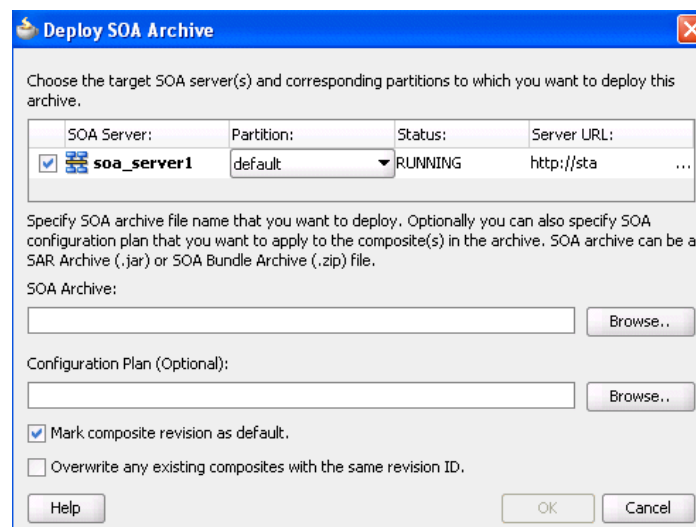 Deploy SOA Archive
Choose the target SOA server(s) and corresponding partitions to which you want to deploy this
archive.
SOA Server: Partition: Status: Server URL:
soa_server1 default RUNNING http://sta ...
Specify SOA archive file name that you want to deploy. Optionally you can also specify SOA
configuration plan that you want to apply to the composite(s) in the archive. SOA archive can be a
SAR Archive (.jar) or SOA Bundle Archive (.zip) file.
SOA Archive:
Browse..
Configuration Plan (Optional):
Browse..
Mark composite revision as default.
Overwrite any existing composites with the same revision ID.
Help OK Cancel